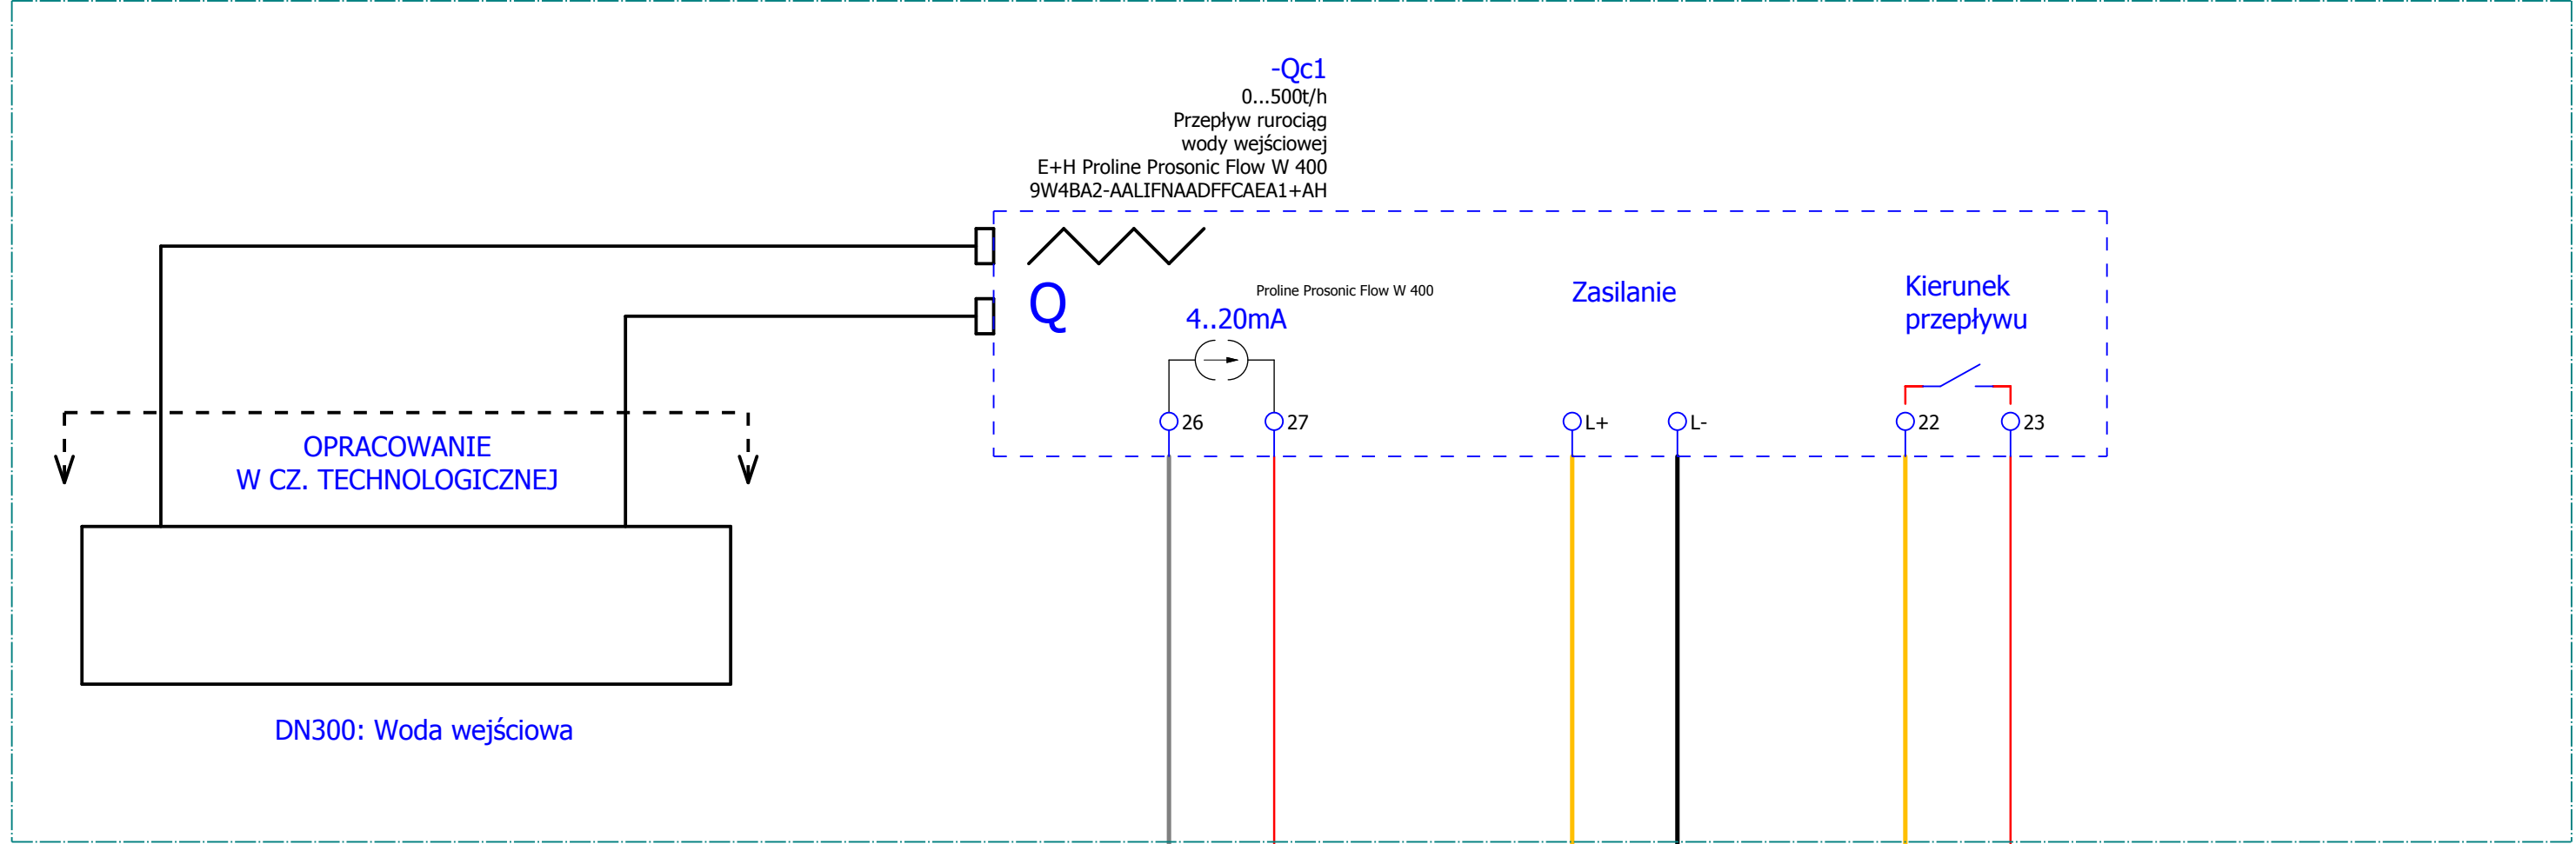 -Qc1
0...500t/h
Przepływ rurociąg
wody wejściowej
E+H Proline Prosonic Flow W 400
9W4BA2-AALIFNAADFFCAEA1+AH
Q
Proline Prosonic Flow W 400
4..20mA
Zasilanie
Kierunek
przepływu
26
27
L+
L-
22
23
OPRACOWANIE
W CZ. TECHNOLOGICZNEJ
DN300: Woda wejściowa